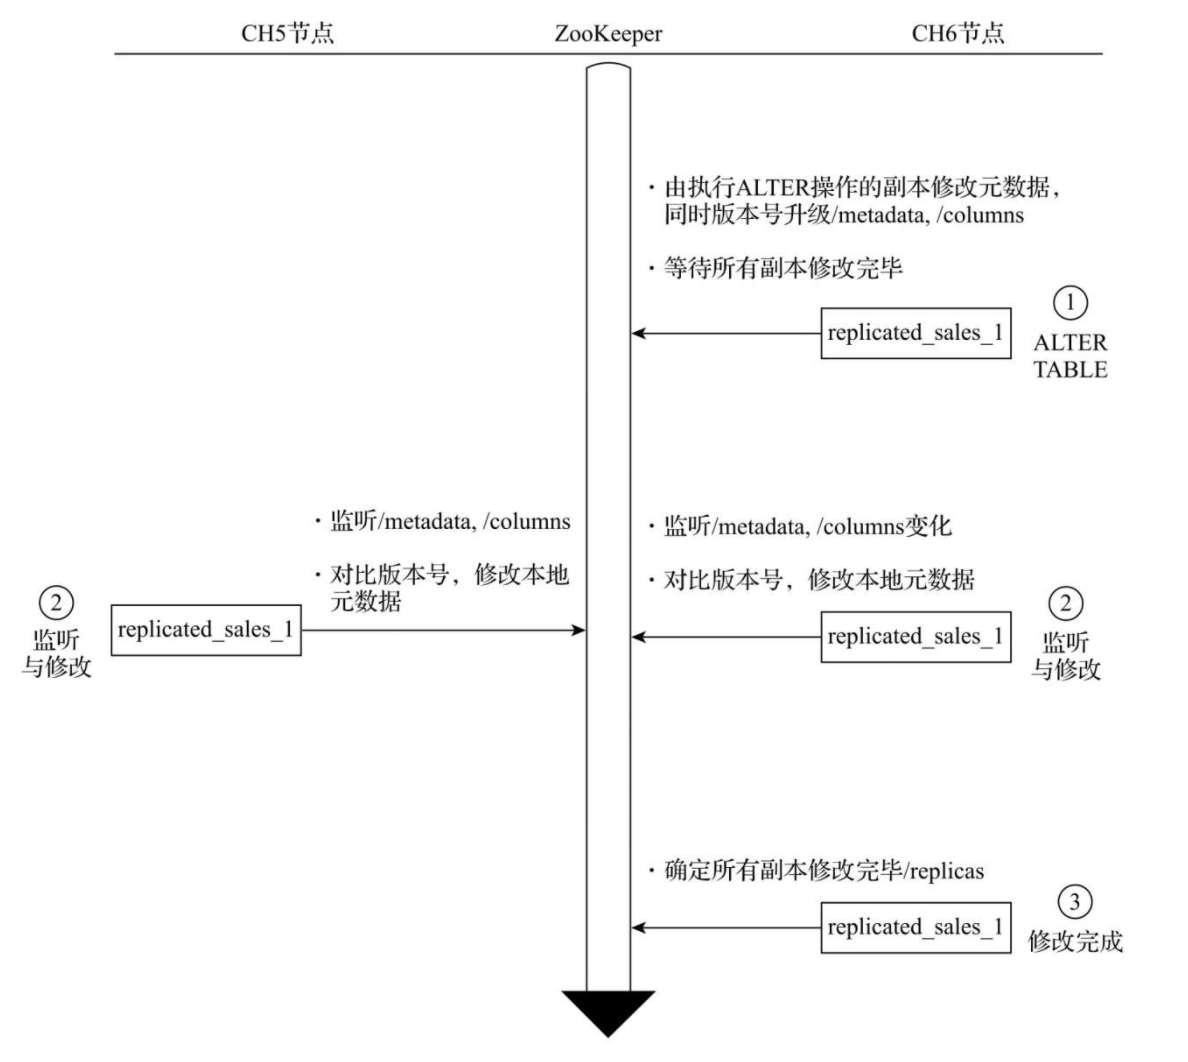 CH5节点
ZooKeeper
CH6节点
· 由执行ALTER操作的副本修改元数据，
同时版本号升级/metadata, /columns
· 等待所有副本修改完毕
replicated_sales_1
①
ALTER
TABLE
· 监听/metadata, /columns
· 对比版本号，修改本地
元数据
②
监听
与修改
replicated_sales_1
· 监听/metadata, /columns变化
· 对比版本号，修改本地元数据
replicated_sales_1
②
监听
与修改
· 确定所有副本修改完毕/replicas
replicated_sales_1
③
修改完成